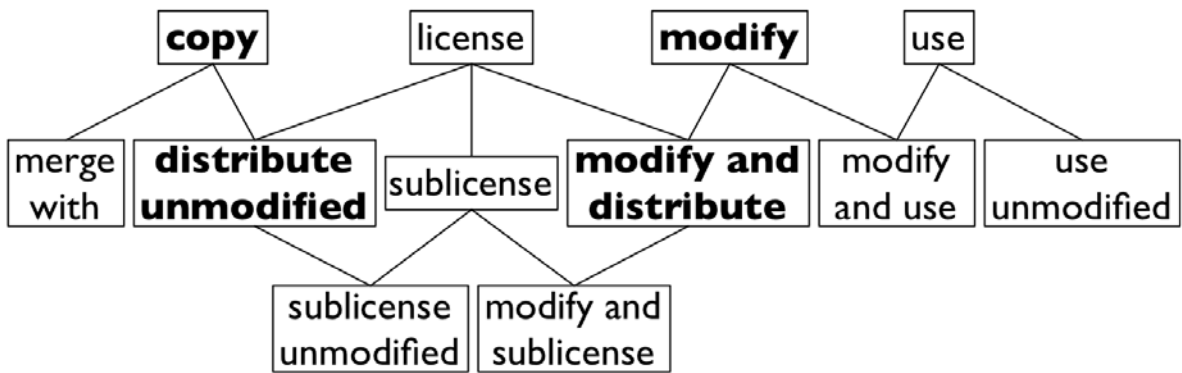 copy
license
modify
use
merge
with
distribute
unmodified
sublicense
modify and
distribute
modify
and use
use
unmodified
sublicense
unmodified
modify and
sublicense